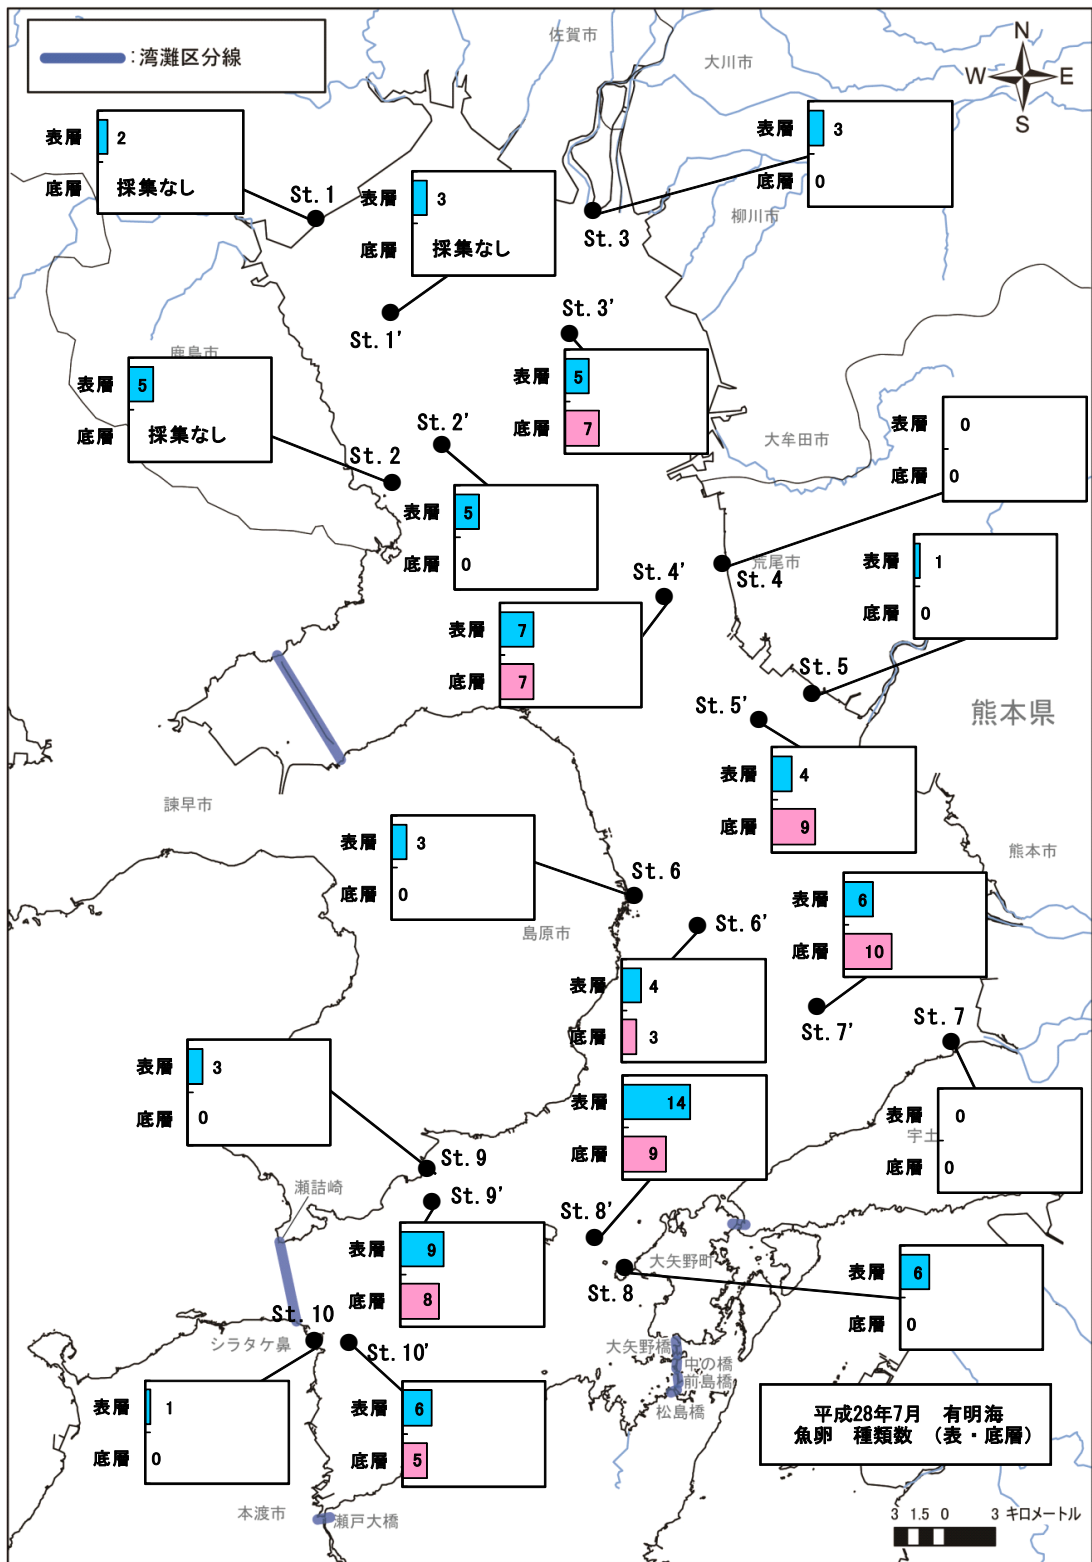 :湾灘区分線
佐賀市
大川市
N
W
E
S
表層 2
底層 採集なし
St. 1
表層 3
底層 採集なし
St. 1'
表層 3
底層 0
St. 3
柳川市
St. 3'
表層 5
底層 7
鹿島市
表層 5
底層 採集なし
St. 2
St. 2'
表層 5
底層 0
大牟田市
表層 0
底層 0
荒尾市
St. 4
St. 4'
表層 7
底層 7
表層 1
底層 0
St. 5
St. 5'
表層 4
底層 9
熊本県
諫早市
熊本市
表層 3
底層 0
St. 6
島原市
St. 6'
表層 4
底層 3
表層 6
底層 10
St. 7'
St. 7
表層 0
宇土
底層 0
表層 3
底層 0
St. 9
表層 14
底層 9
St. 8'
瀬詰崎
St. 9'
表層 9
底層 8
大矢野町
St. 8
表層 6
底層 0
St. 10
シラタケ鼻
St. 10'
表層 1
底層 0
表層 6
底層 5
大矢野橋
中の橋
前島橋
松島橋
平成28年7月 有明海
魚卵 種類数 (表・底層)
本渡市
瀬戸大橋
3 1.5 0 3 キロメートル